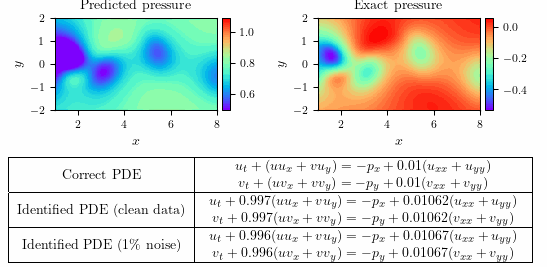 Predicted pressure
Exact pressure
2
1
0
−1
−2
y
2
4
6
8
x
1.0
0.8
0.6
2
1
0
−1
−2
y
2
4
6
8
x
0.0
−0.2
−0.4
Correct PDE
u_t + (uu_x + vu_y) = −p_x + 0.01(u_xx + u_yy)
v_t + (uv_x + vv_y) = −p_y + 0.01(v_xx + v_yy)
Identified PDE (clean data)
u_t + 0.997(uu_x + vu_y) = −p_x + 0.01062(u_xx + u_yy)
v_t + 0.997(uv_x + vv_y) = −p_y + 0.01062(v_xx + v_yy)
Identified PDE (1% noise)
u_t + 0.996(uu_x + vu_y) = −p_x + 0.01067(u_xx + u_yy)
v_t + 0.996(uv_x + vv_y) = −p_y + 0.01067(v_xx + v_yy)